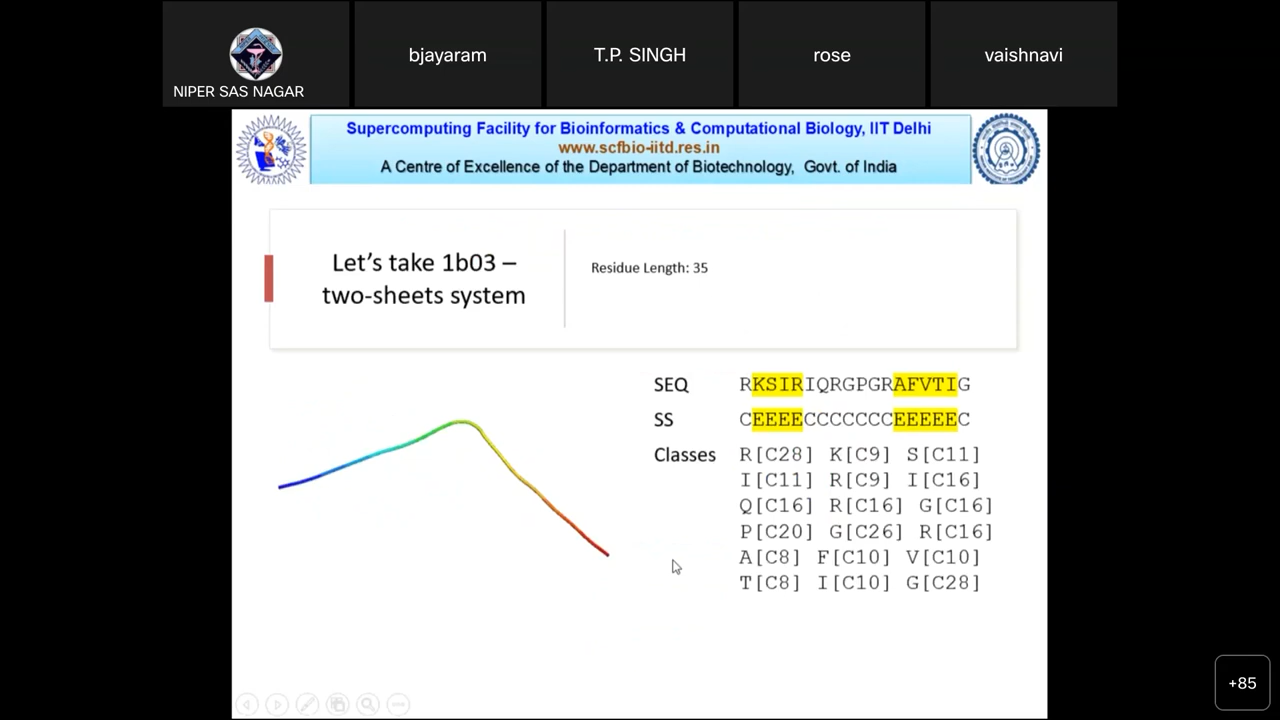 NIPER SAS NAGAR
bjayaram
T.P. SINGH
rose
vaishnavi
Supercomputing Facility for Bioinformatics & Computational Biology, IIT Delhi
www.scfbio-iitd.res.in
A Centre of Excellence of the Department of Biotechnology, Govt. of India
Let's take 1b03 –
two-sheets system
Residue Length: 35
SEQ RKSIRIQRGPGRAFVTIG
SS CEEEECCCCCCCEEEEEC
Classes R[C28] K[C9] S[C11]
I[C11] R[C9] I[C16]
Q[C16] R[C16] G[C16]
P[C20] G[C26] R[C16]
A[C8] F[C10] V[C10]
T[C8] I[C10] G[C28]
+85